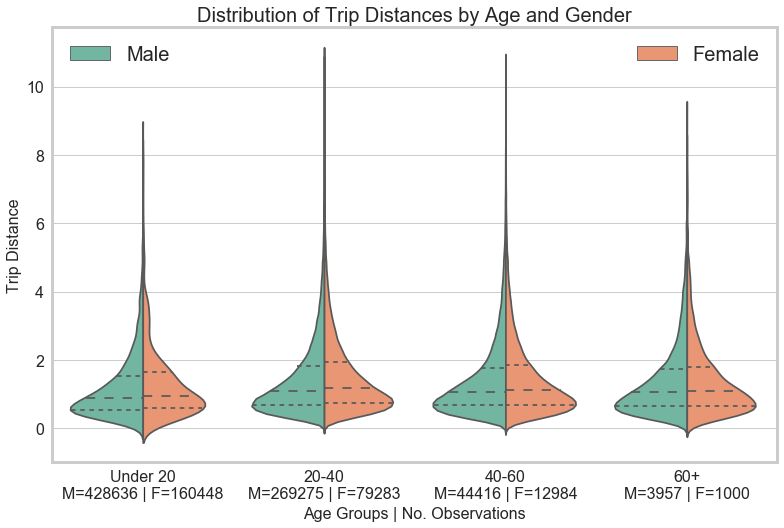 Distribution of Trip Distances by Age and Gender
Male
Female
10
8
6
4
2
0
Trip Distance
Under 20
M=428636 | F=160448
20-40
M=269275 | F=79283
40-60
M=44416 | F=12984
60+
M=3957 | F=1000
Age Groups | No. Observations